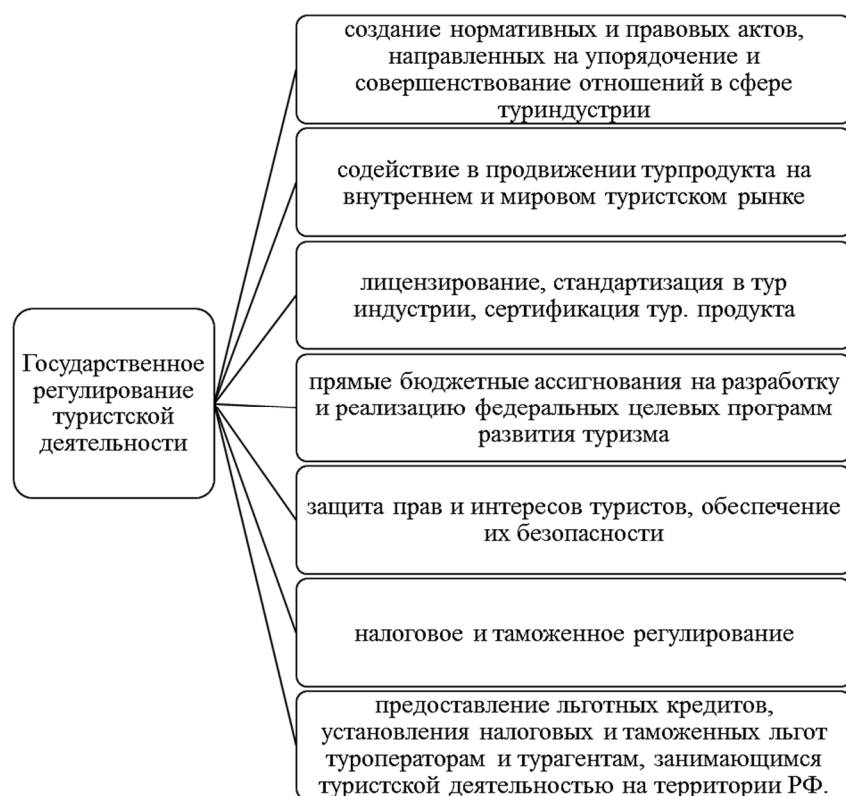 создание нормативных и правовых актов,
направленных на упорядочение и
совершенствование отношений в сфере
туриндустрии
содействие в продвижении турпродукта на
внутреннем и мировом туристском рынке
лицензирование, стандартизация в тур
индустрии, сертификация тур. продукта
Государственное
регулирование
туристской
деятельности
прямые бюджетные ассигнования на разработку
и реализацию федеральных целевых программ
развития туризма
защита прав и интересов туристов, обеспечение
их безопасности
налоговое и таможенное регулирование
предоставление льготных кредитов,
установления налоговых и таможенных льгот
туроператорам и турагентам, занимающимся
туристской деятельностью на территории РФ.